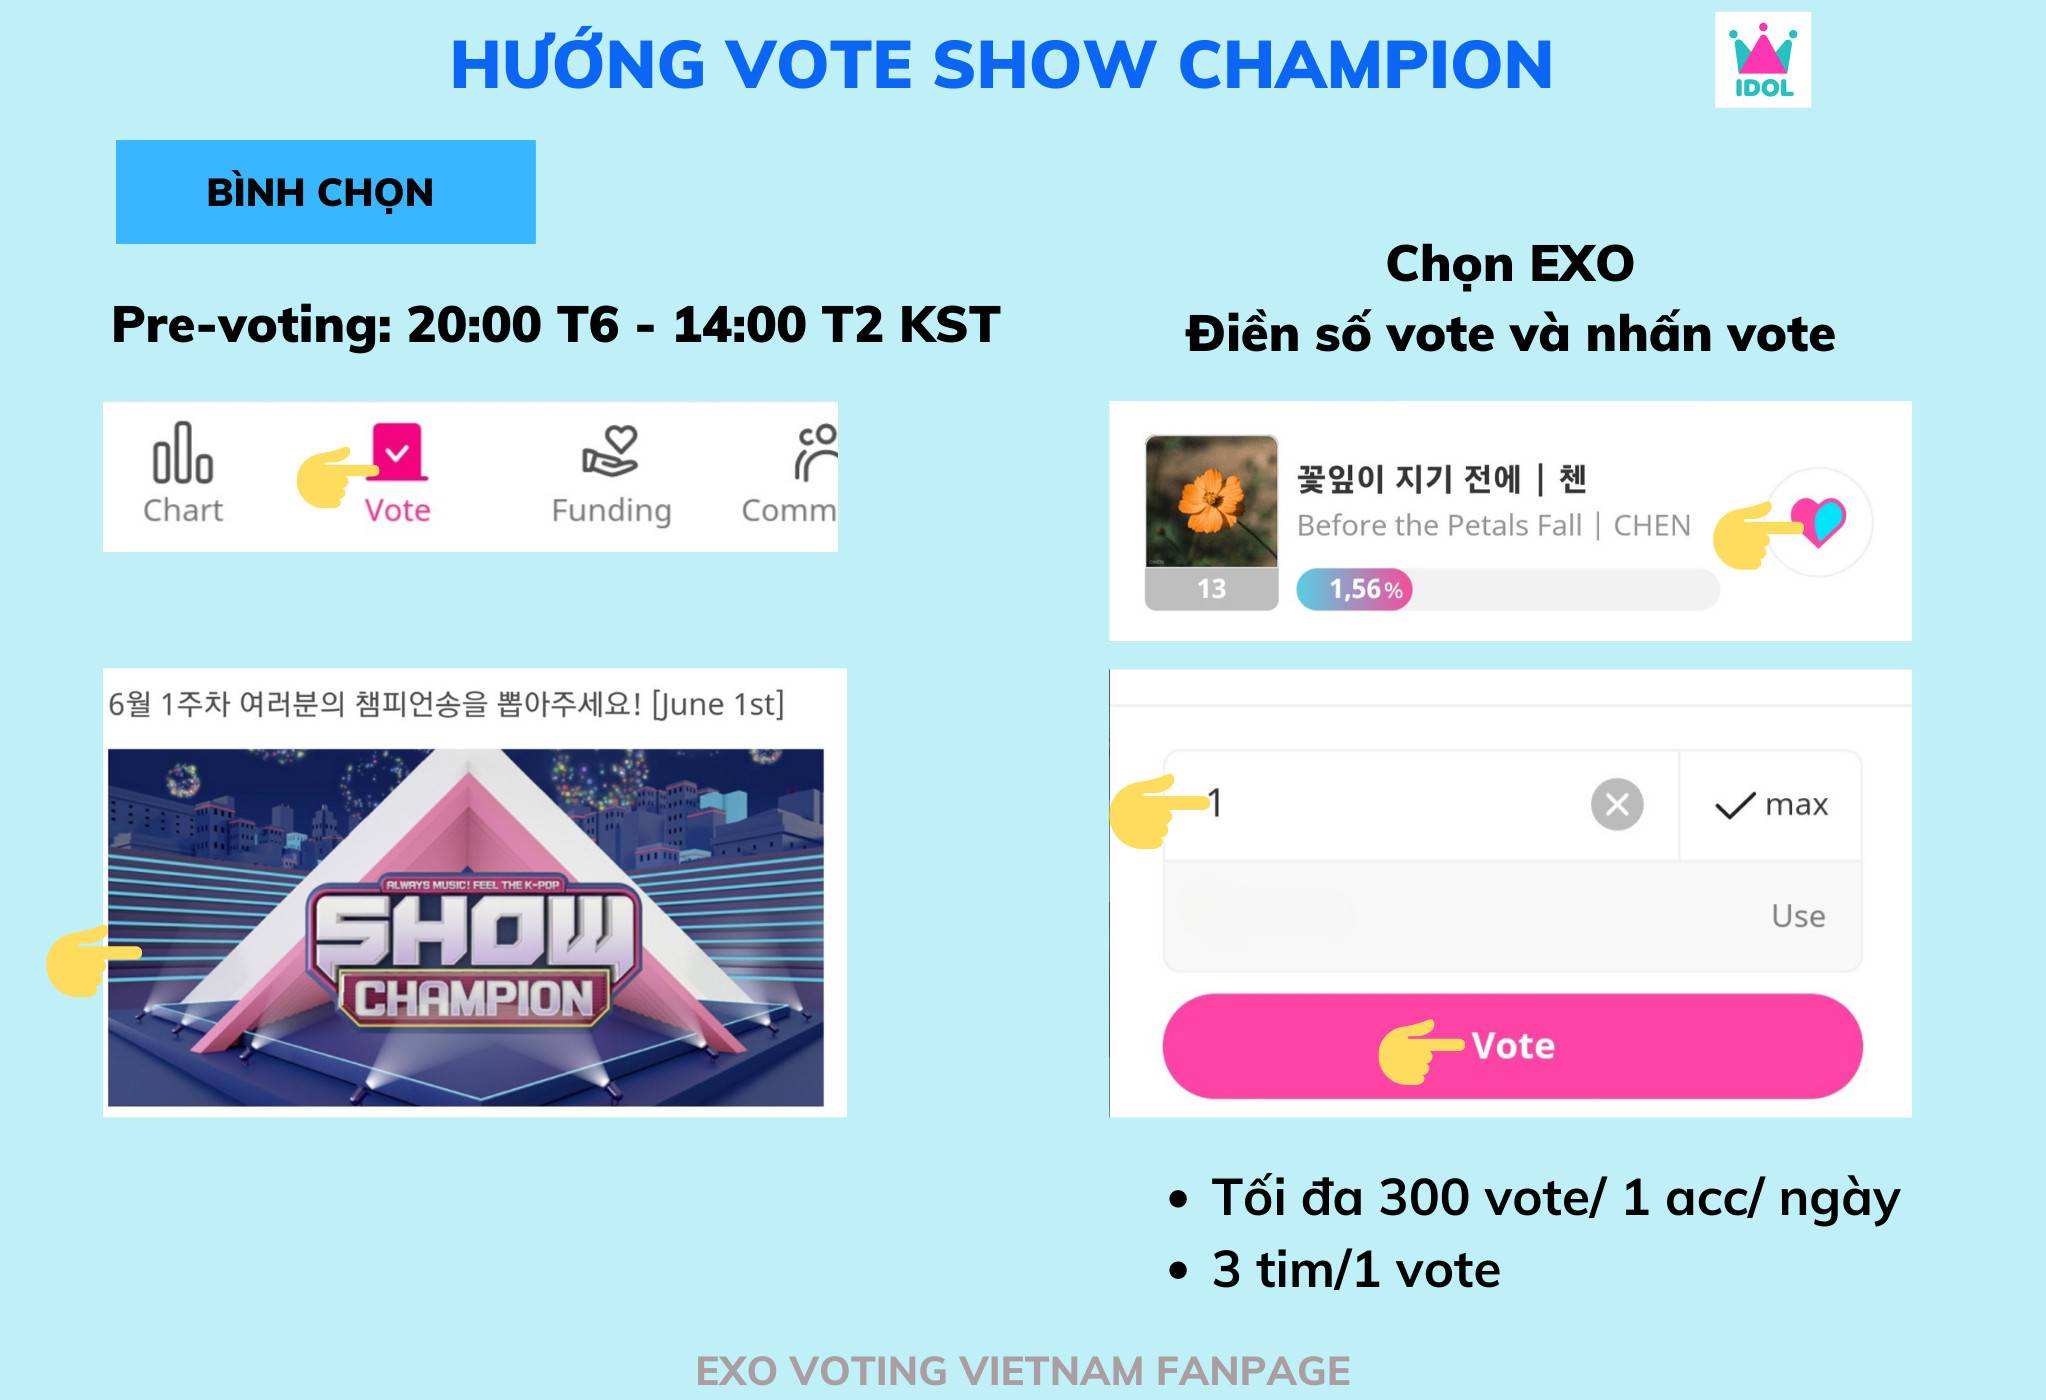 HƯỚNG VOTE SHOW CHAMPION
IDOL
BÌNH CHỌN
Pre-voting: 20:00 T6 - 14:00 T2 KST
Chart
Vote
Funding
Comm
6월 1주차 여러분의 챔피언송을 뽑아주세요! [June 1st]
ALWAYS MUSIC! FEEL THE K-POP
SHOW
CHAMPION
Chọn EXO
Điền số vote và nhấn vote
꽃잎이 지기 전에 | 첸
Before the Petals Fall | CHEN
13
1,56%
1
max
Use
Vote
• Tối đa 300 vote/ 1 acc/ ngày
• 3 tim/1 vote
EXO VOTING VIETNAM FANPAGE